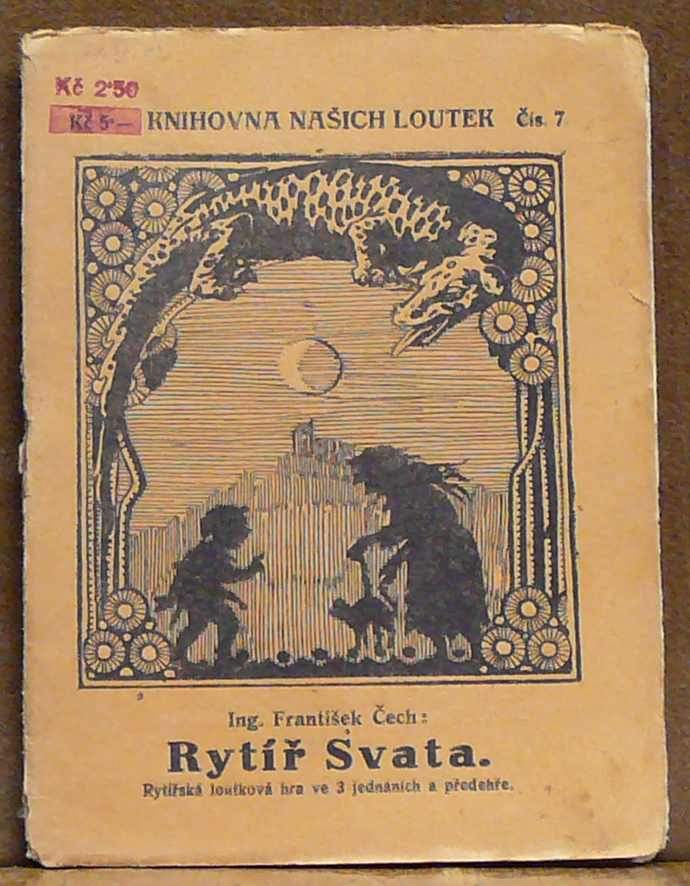 Kč 2·50
Kč 5·—
KNIHOVNA NAŠICH LOUTEK Čís. 7
Ing. František Čech:
Rytíř Svata.
Rytířská loutková hra ve 3 jednáních a předehře.